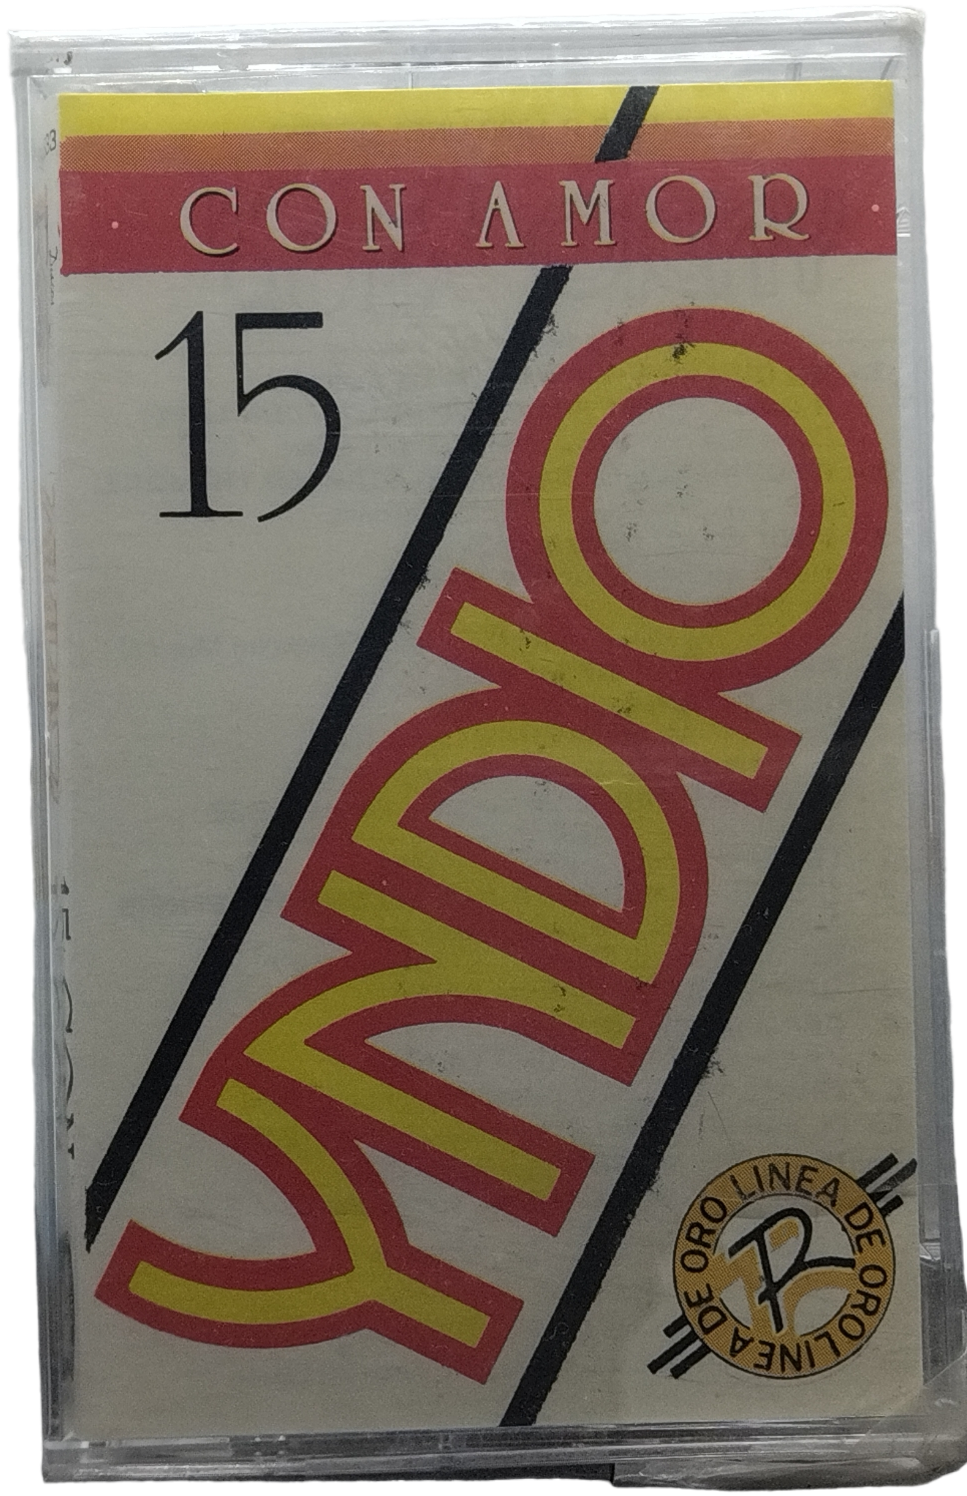 CON AMOR
15
YNDIO
LINEA DE ORO LINEA DE ORO